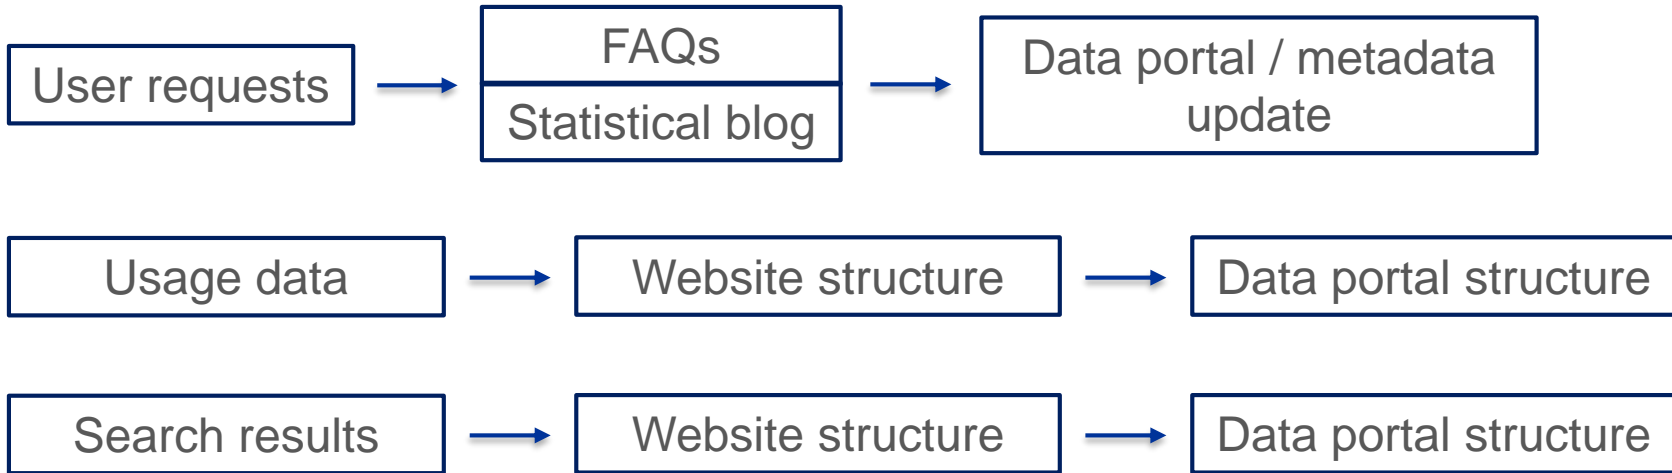 User requests
FAQs
Statistical blog
Data portal / metadata
update
Usage data
Website structure
Data portal structure
Search results
Website structure
Data portal structure